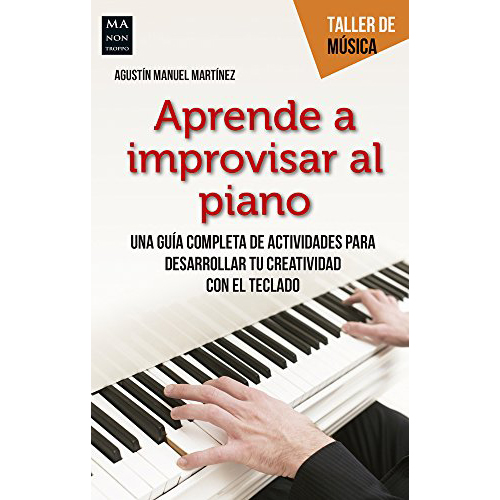 MA
NON
TROPPO
TALLER DE
MÚSICA
AGUSTÍN MANUEL MARTÍNEZ
Aprende a
improvisar al
piano
UNA GUÍA COMPLETA DE ACTIVIDADES PARA
DESARROLLAR TU CREATIVIDAD
CON EL TECLADO